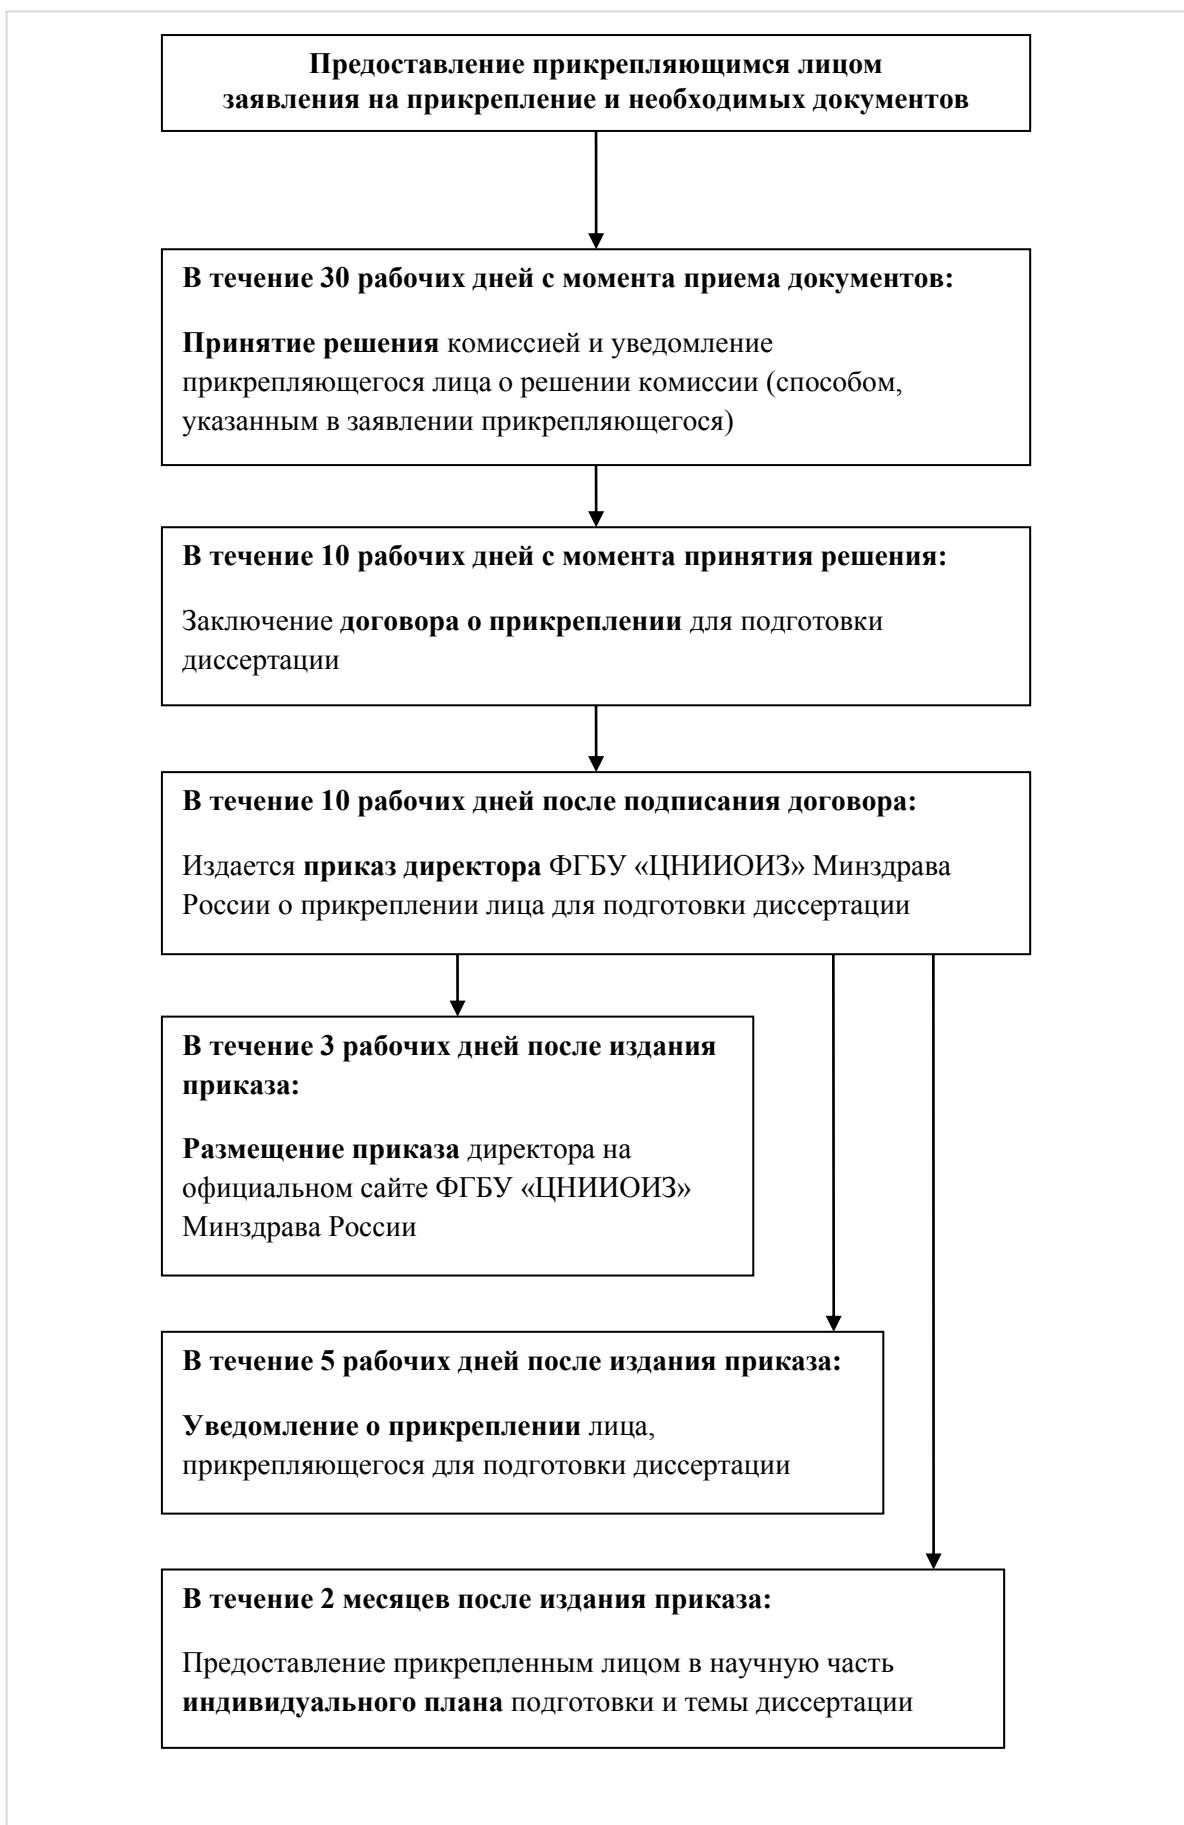 Предоставление прикрепляющимся лицом
заявления на прикрепление и необходимых документов
В течение 30 рабочих дней с момента приема документов:
Принятие решения комиссией и уведомление
прикрепляющегося лица о решении комиссии (способом,
указанным в заявлении прикрепляющегося)
В течение 10 рабочих дней с момента принятия решения:
Заключение договора о прикреплении для подготовки
диссертации
В течение 10 рабочих дней после подписания договора:
Издается приказ директора ФГБУ «ЦНИИОИЗ» Минздрава
России о прикреплении лица для подготовки диссертации
В течение 3 рабочих дней после издания
приказа:
Размещение приказа директора на
официальном сайте ФГБУ «ЦНИИОИЗ»
Минздрава России
В течение 5 рабочих дней после издания приказа:
Уведомление о прикреплении лица,
прикрепляющегося для подготовки диссертации
В течение 2 месяцев после издания приказа:
Предоставление прикрепленным лицом в научную часть
индивидуального плана подготовки и темы диссертации